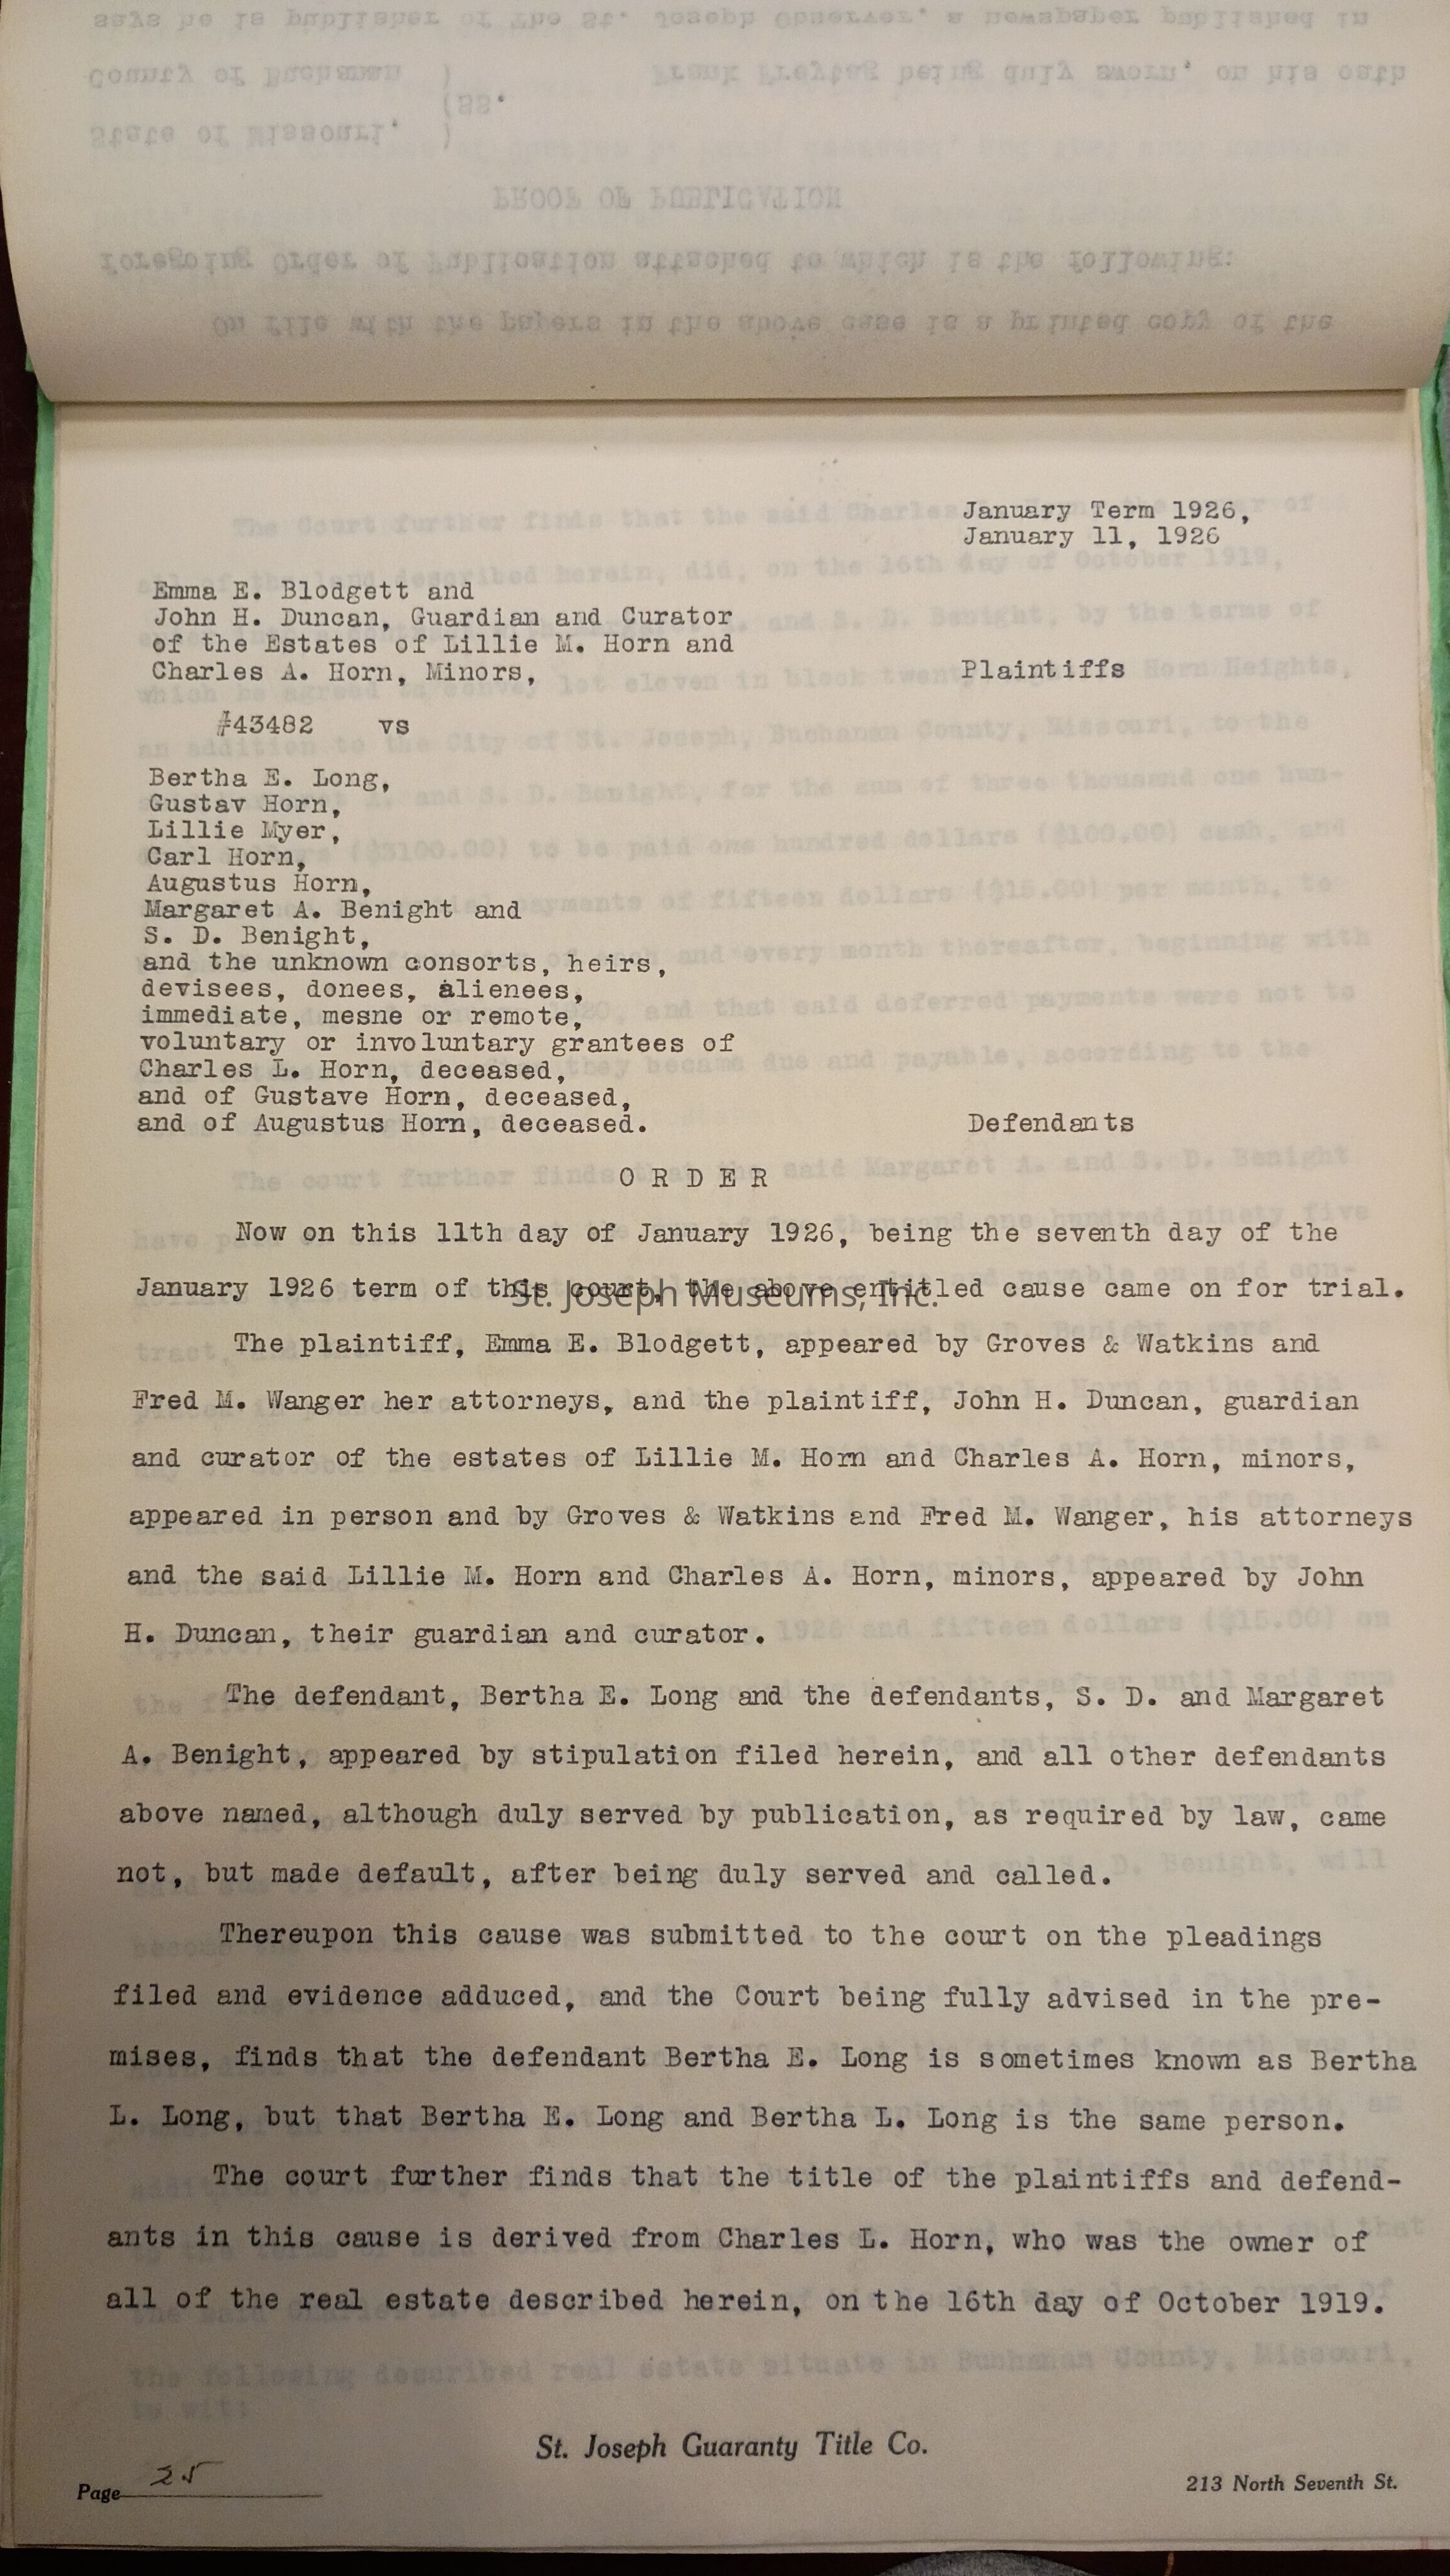 January Term 1926,
January 11, 1926
Emma E. Blodgett and
John H. Duncan, Guardian and Curator
of the Estates of Lillie M. Horn and
Charles A. Horn, Minors,
Plaintiffs
#43482 vs
Bertha E. Long,
Gustav Horn,
Lillie Myer,
Carl Horn,
Augustus Horn,
Margaret A. Benight and
S. D. Benight,
and the unknown consorts, heirs,
devisees, donees, alienees,
immediate, mesne or remote,
voluntary or involuntary grantees of
Charles L. Horn, deceased,
and of Gustave Horn, deceased,
and of Augustus Horn, deceased.
Defendants
O R D E R
Now on this 11th day of January 1926, being the seventh day of the
January 1926 term of this court, the above entitled cause came on for trial.
St. Joseph Museums, Inc.
The plaintiff, Emma E. Blodgett, appeared by Groves & Watkins and
Fred M. Wanger her attorneys, and the plaintiff, John H. Duncan, guardian
and curator of the estates of Lillie M. Horn and Charles A. Horn, minors,
appeared in person and by Groves & Watkins and Fred M. Wanger, his attorneys
and the said Lillie M. Horn and Charles A. Horn, minors, appeared by John
H. Duncan, their guardian and curator.
The defendant, Bertha E. Long and the defendants, S. D. and Margaret
A. Benight, appeared by stipulation filed herein, and all other defendants
above named, although duly served by publication, as required by law, came
not, but made default, after being duly served and called.
Thereupon this cause was submitted to the court on the pleadings
filed and evidence adduced, and the Court being fully advised in the pre-
mises, finds that the defendant Bertha E. Long is sometimes known as Bertha
L. Long, but that Bertha E. Long and Bertha L. Long is the same person.
The court further finds that the title of the plaintiffs and defend-
ants in this cause is derived from Charles L. Horn, who was the owner of
all of the real estate described herein, on the 16th day of October 1919.
St. Joseph Guaranty Title Co.
Page 25
213 North Seventh St.